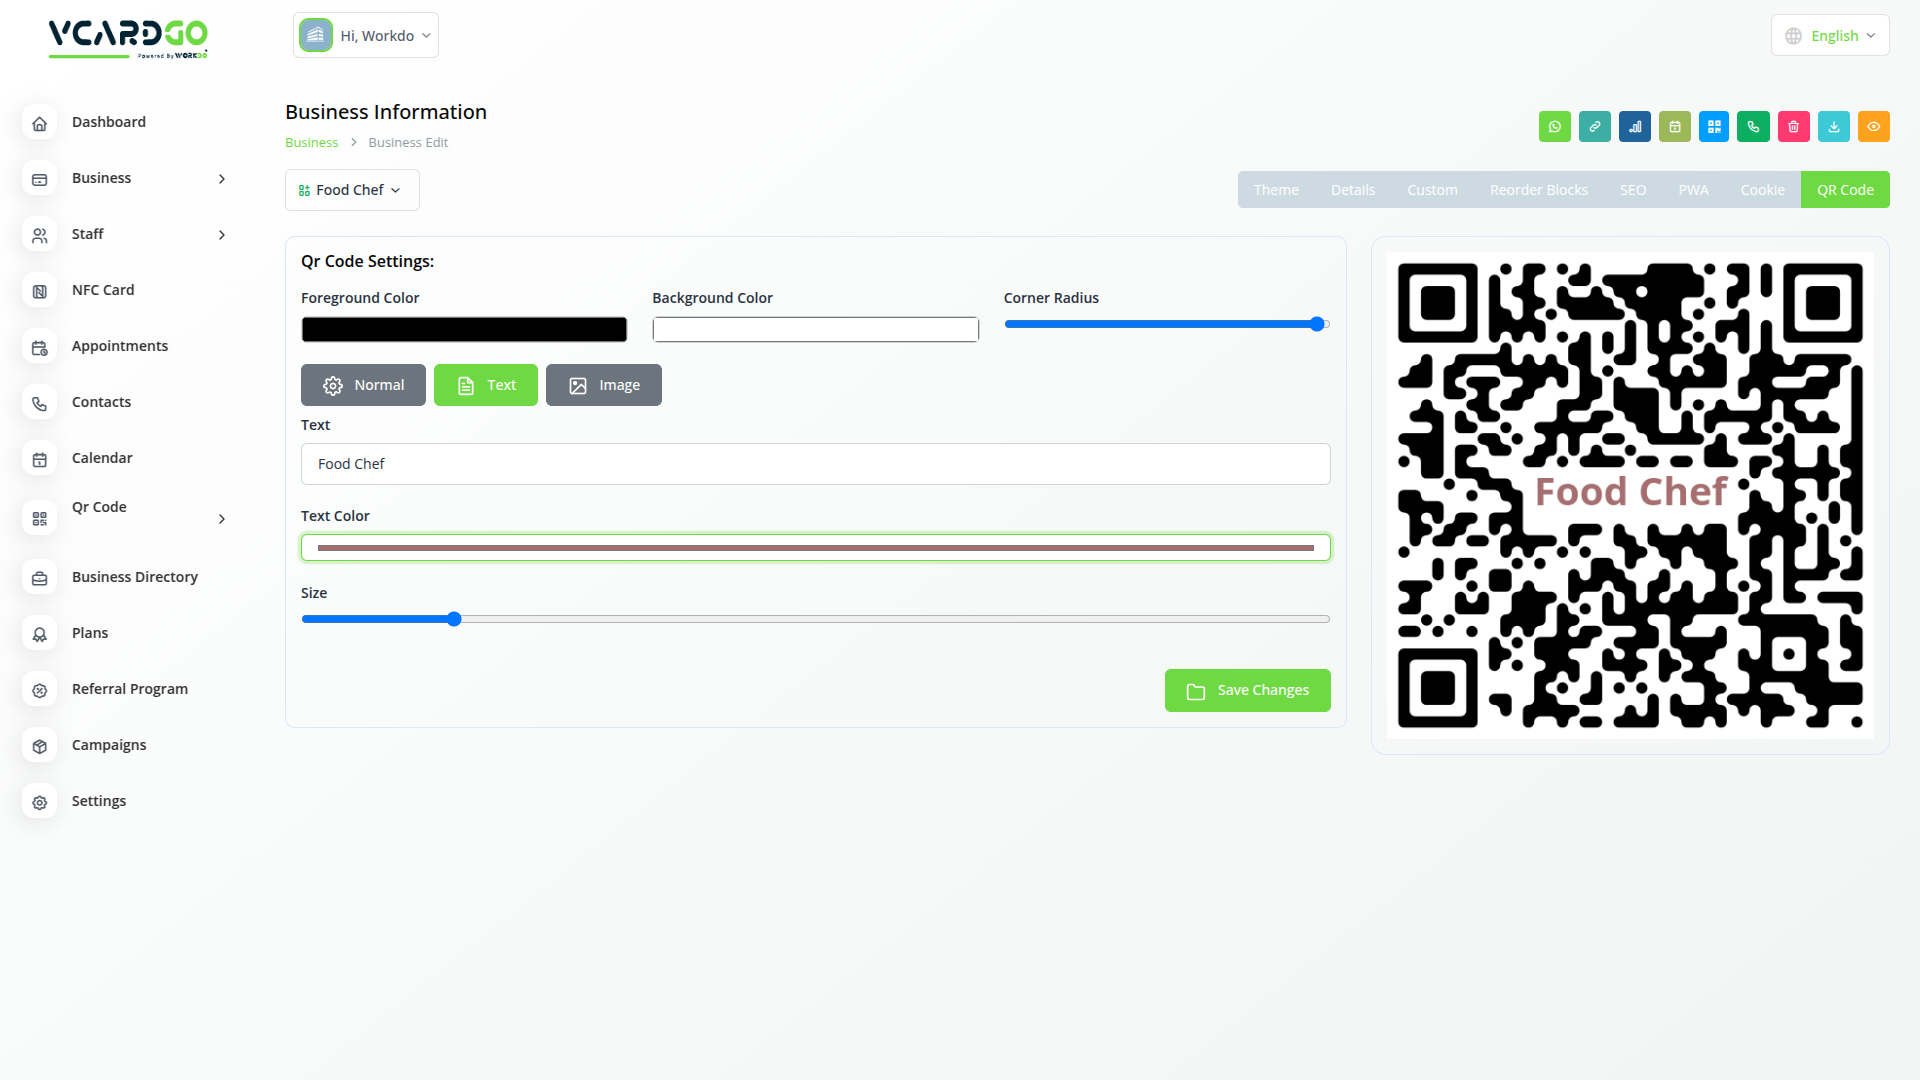 VCARDGO
Powered by WORKDO
Hi, Workdo
English
Dashboard
Business
Staff
NFC Card
Appointments
Contacts
Calendar
Qr Code
Business Directory
Plans
Referral Program
Campaigns
Settings
Business Information
Business > Business Edit
Food Chef
Theme Details Custom Reorder Blocks SEO PWA Cookie QR Code
Qr Code Settings:
Foreground Color Background Color Corner Radius
Normal Text Image
Text
Food Chef
Text Color
Size
Save Changes
Food Chef